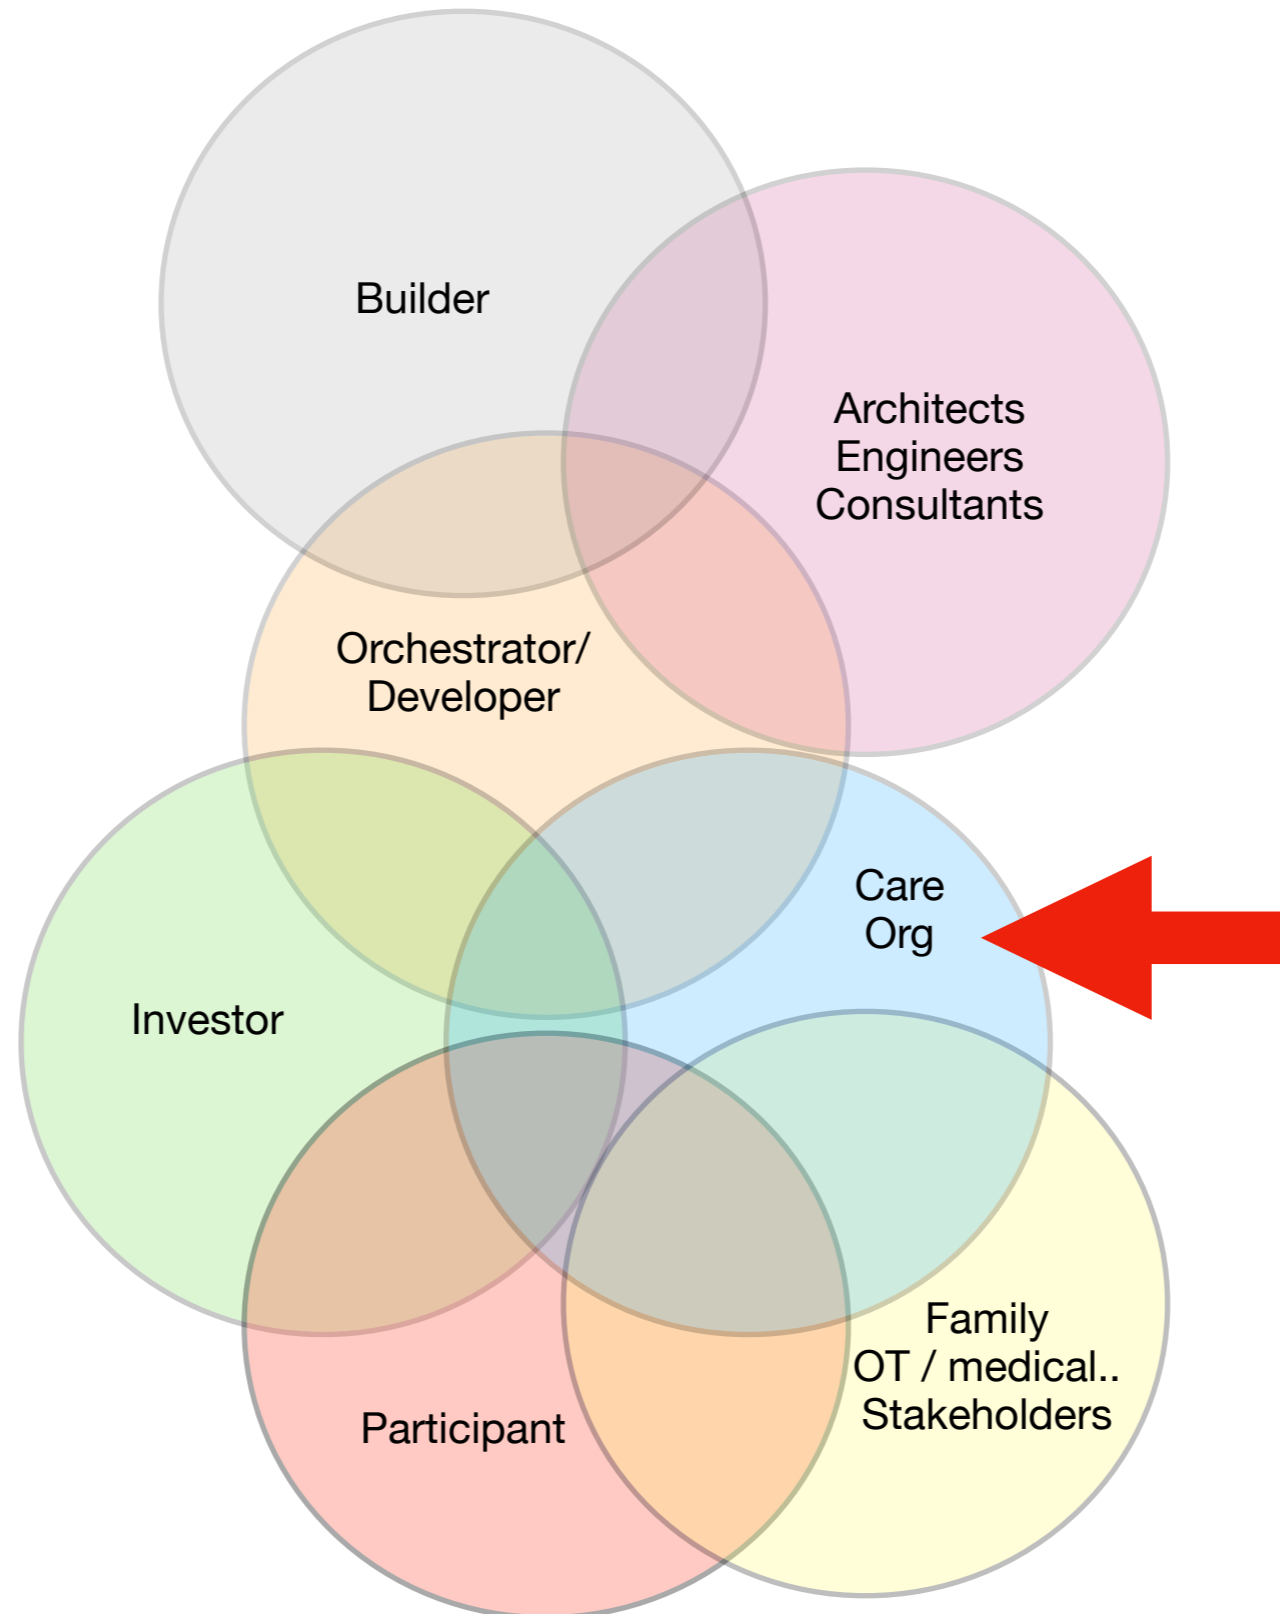 Builder
Architects
Engineers
Consultants
Orchestrator/
Developer
Care
Org
Investor
Family
OT / medical..
Stakeholders
Participant